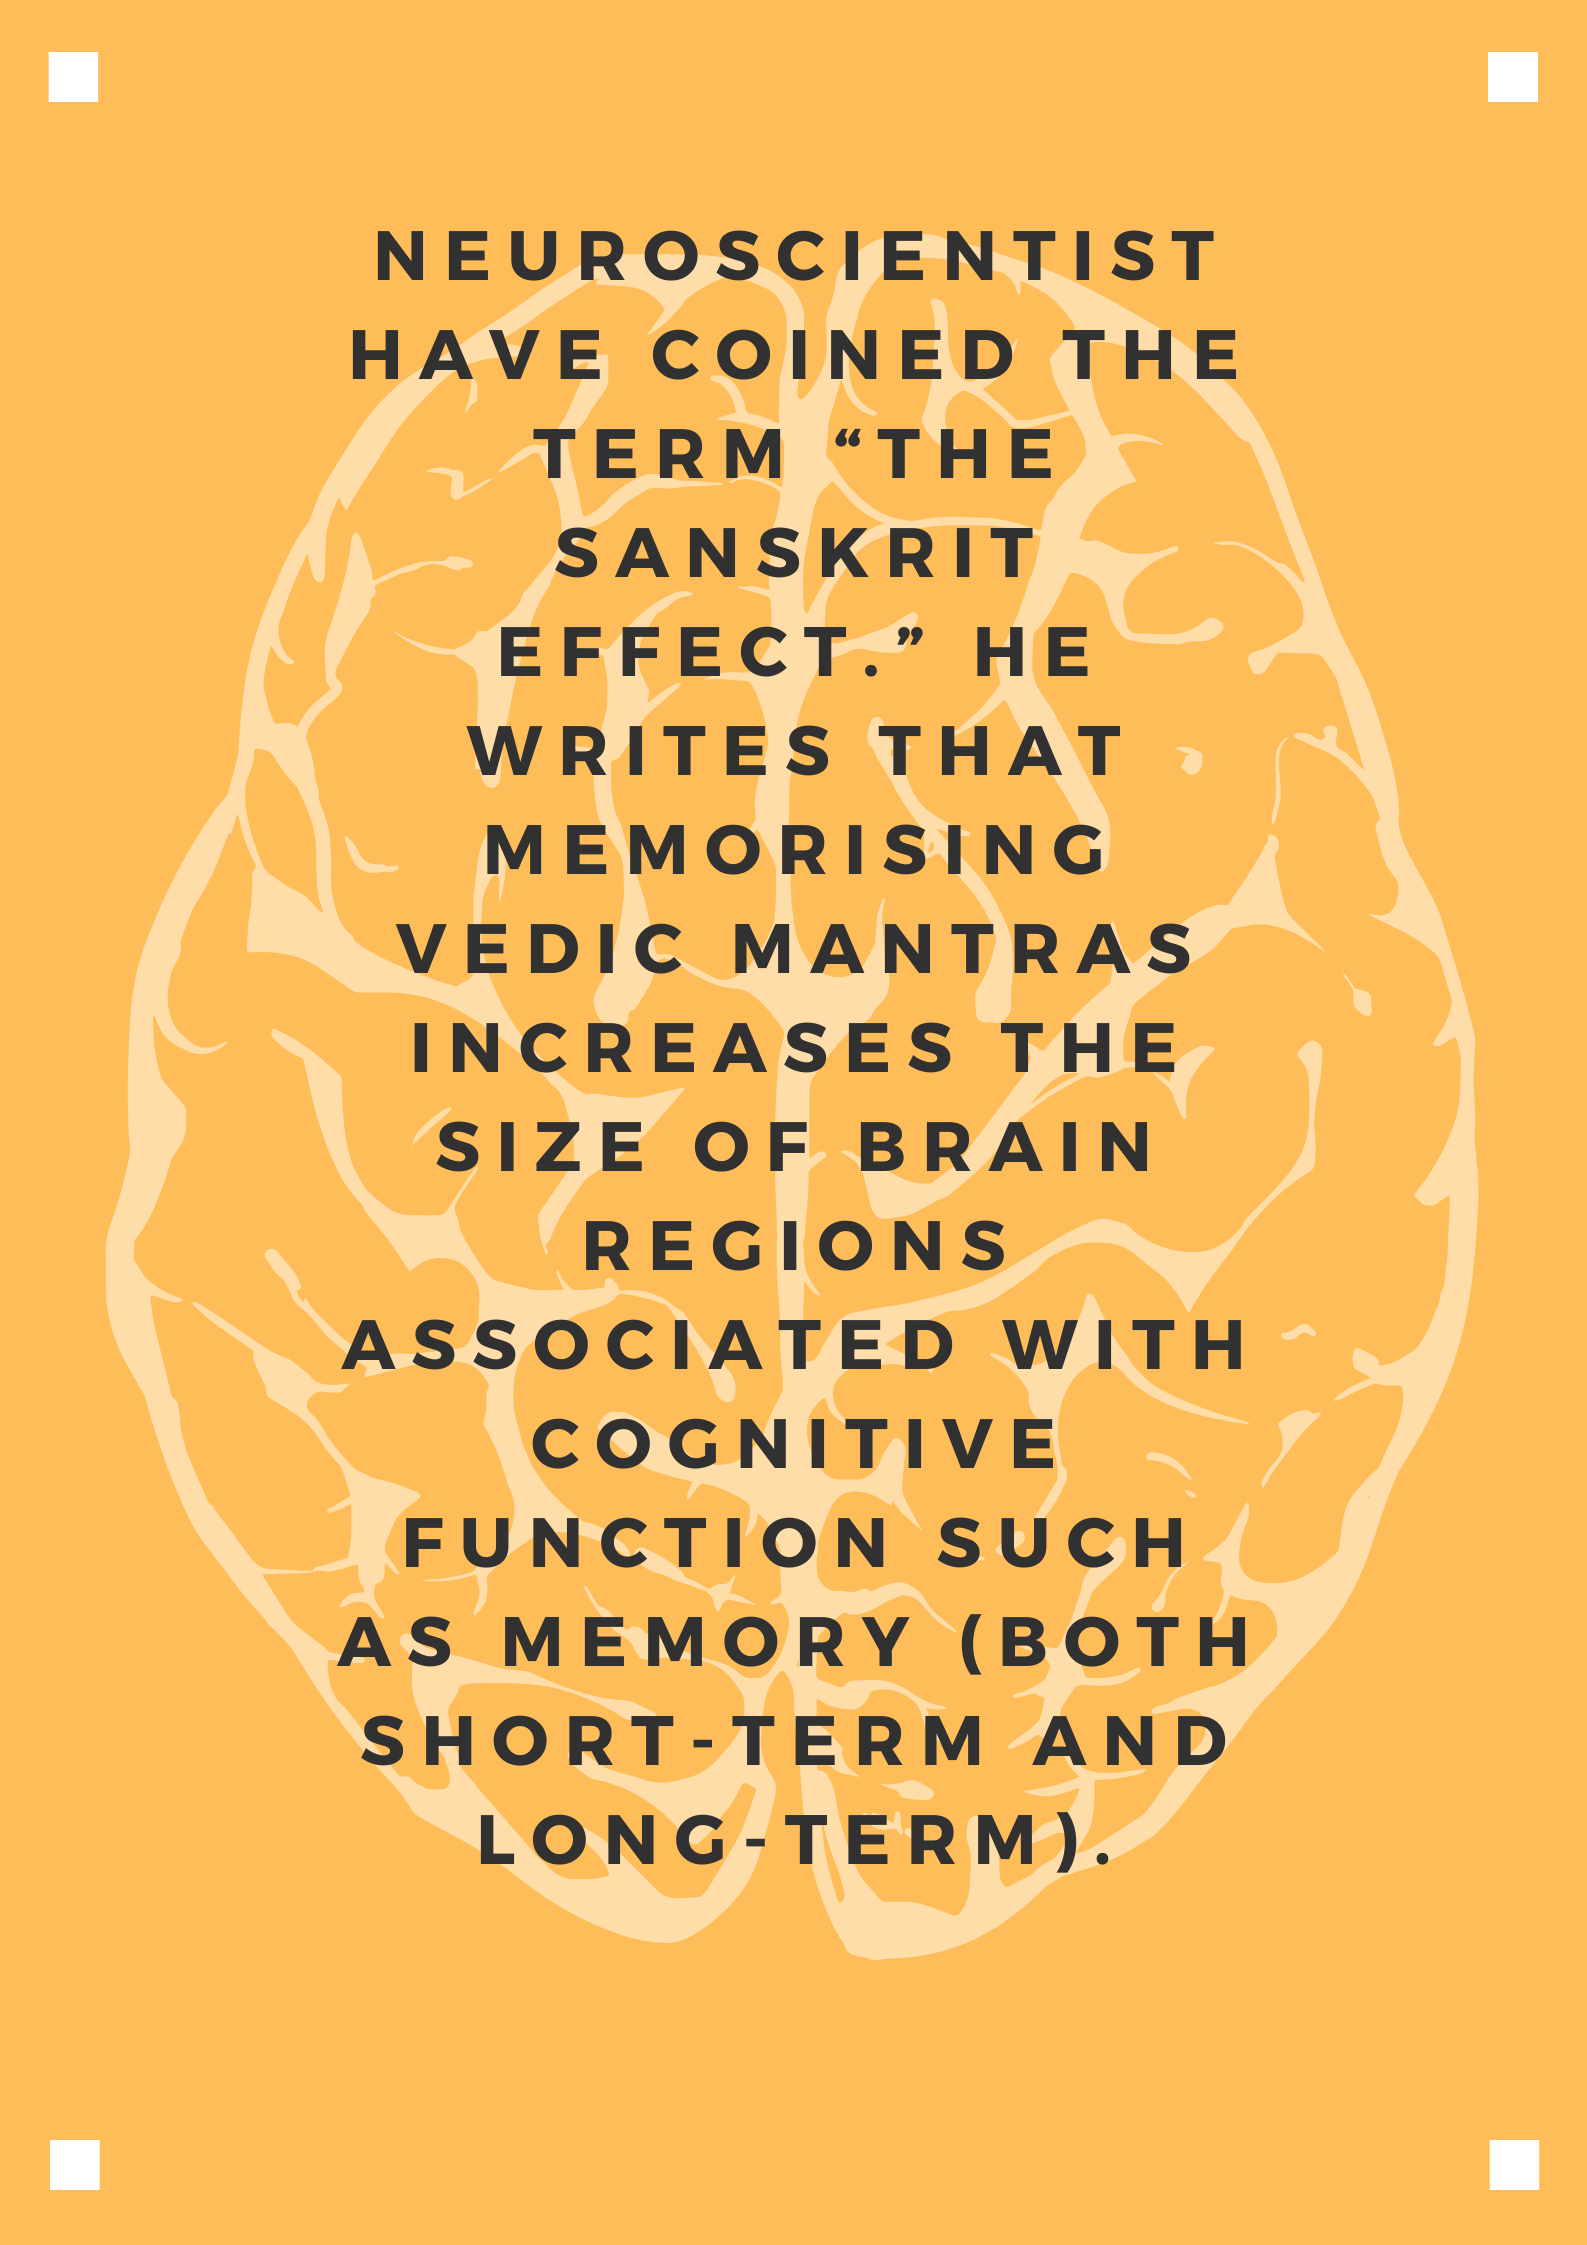 NEUROSCIENTIST
HAVE COINED THE
TERM “THE
SANSKRIT
EFFECT.” HE
WRITES THAT
MEMORISING
VEDIC MANTRAS
INCREASES THE
SIZE OF BRAIN
REGIONS
ASSOCIATED WITH
COGNITIVE
FUNCTION SUCH
AS MEMORY (BOTH
SHORT-TERM AND
LONG-TERM).